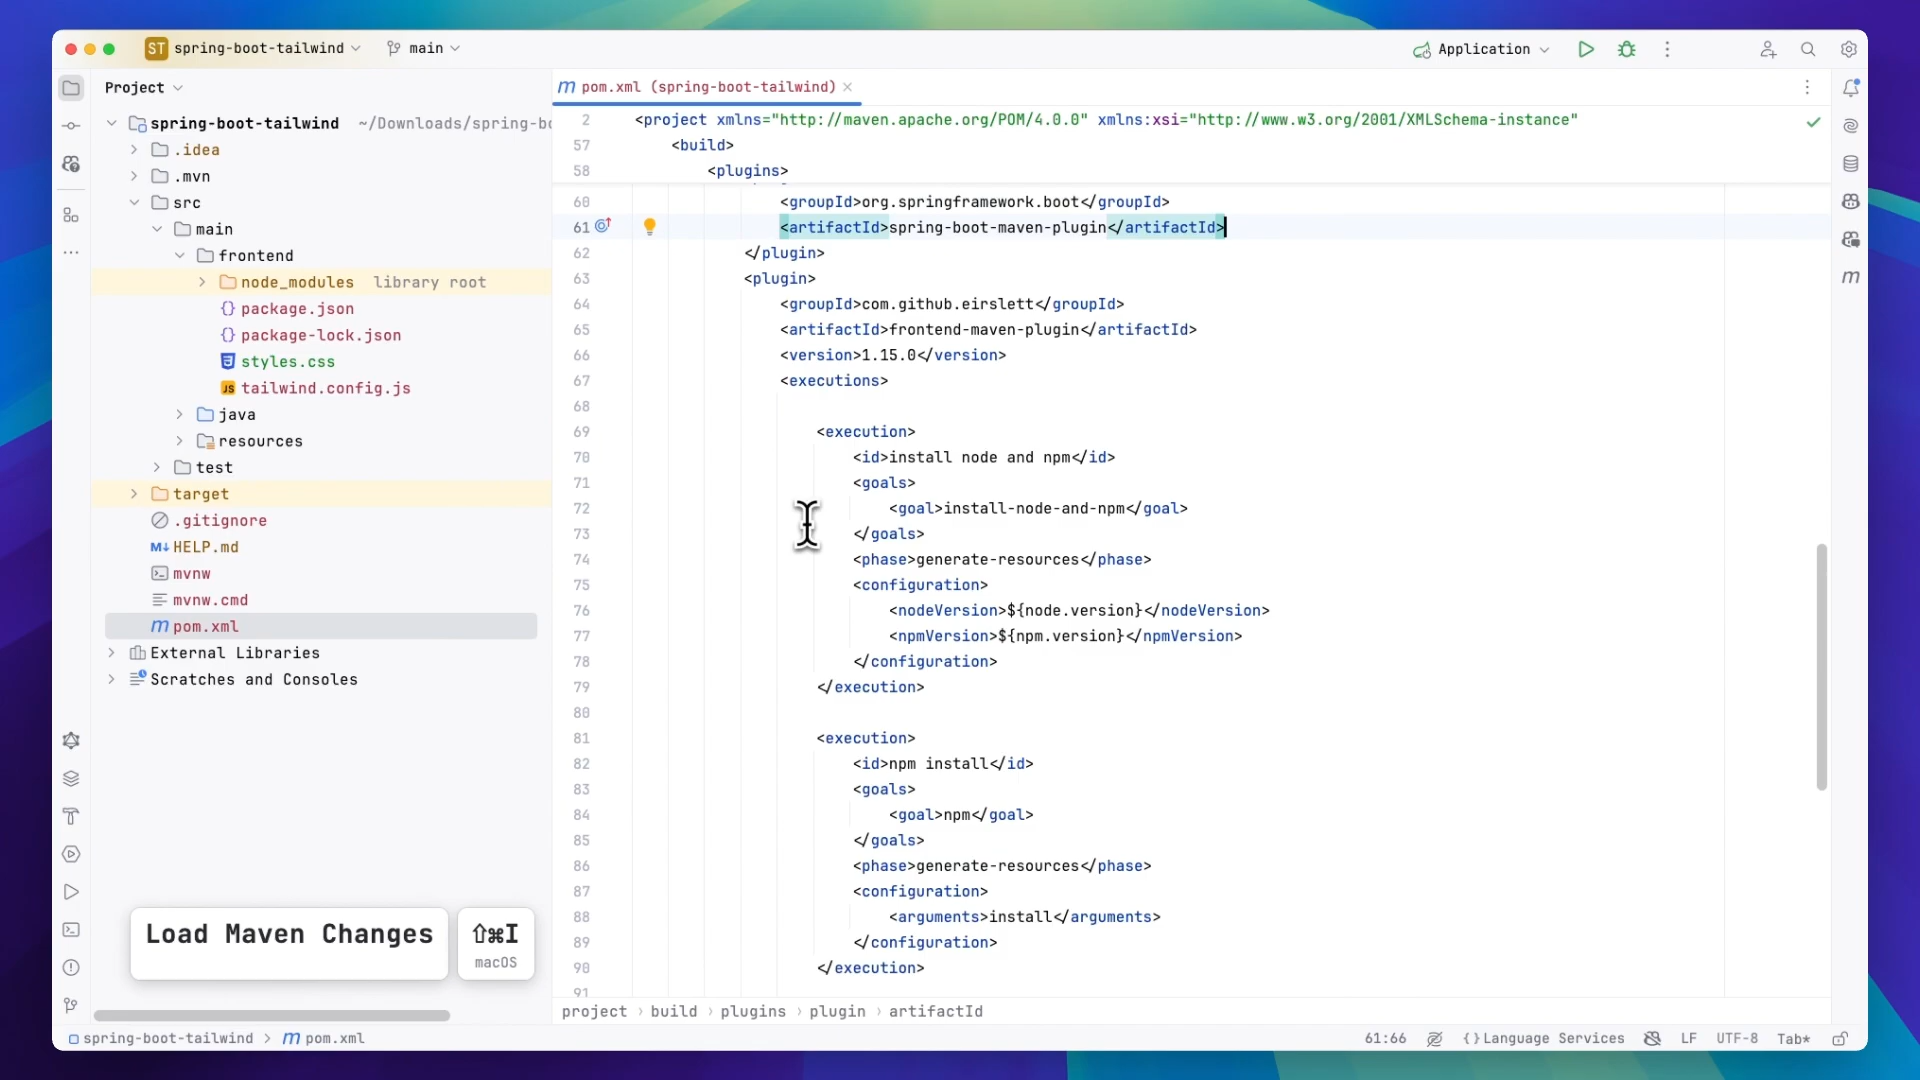 ST spring-boot-tailwind main Application
Project
pom.xml (spring-boot-tailwind)
spring-boot-tailwind ~/Downloads/spring-bo
.idea
.mvn
src
main
frontend
node_modules library root
package.json
package-lock.json
styles.css
JS tailwind.config.js
java
resources
test
target
.gitignore
M↓ HELP.md
mvnw
mvnw.cmd
m pom.xml
External Libraries
Scratches and Consoles
Load Maven Changes ⇧⌘I
macOS
2 <project xmlns="http://maven.apache.org/POM/4.0.0" xmlns:xsi="http://www.w3.org/2001/XMLSchema-instance"
57 <build>
58 <plugins>
60 <groupId>org.springframework.boot</groupId>
61 <artifactId>spring-boot-maven-plugin</artifactId>
62 </plugin>
63 <plugin>
64 <groupId>com.github.eirslett</groupId>
65 <artifactId>frontend-maven-plugin</artifactId>
66 <version>1.15.0</version>
67 <executions>
68
69 <execution>
70 <id>install node and npm</id>
71 <goals>
72 <goal>install-node-and-npm</goal>
73 </goals>
74 <phase>generate-resources</phase>
75 <configuration>
76 <nodeVersion>${node.version}</nodeVersion>
77 <npmVersion>${npm.version}</npmVersion>
78 </configuration>
79 </execution>
80
81 <execution>
82 <id>npm install</id>
83 <goals>
84 <goal>npm</goal>
85 </goals>
86 <phase>generate-resources</phase>
87 <configuration>
88 <arguments>install</arguments>
89 </configuration>
90 </execution>
91
project › build › plugins › plugin › artifactId
spring-boot-tailwind > m pom.xml 61:66 {} Language Services LF UTF-8 Tab*